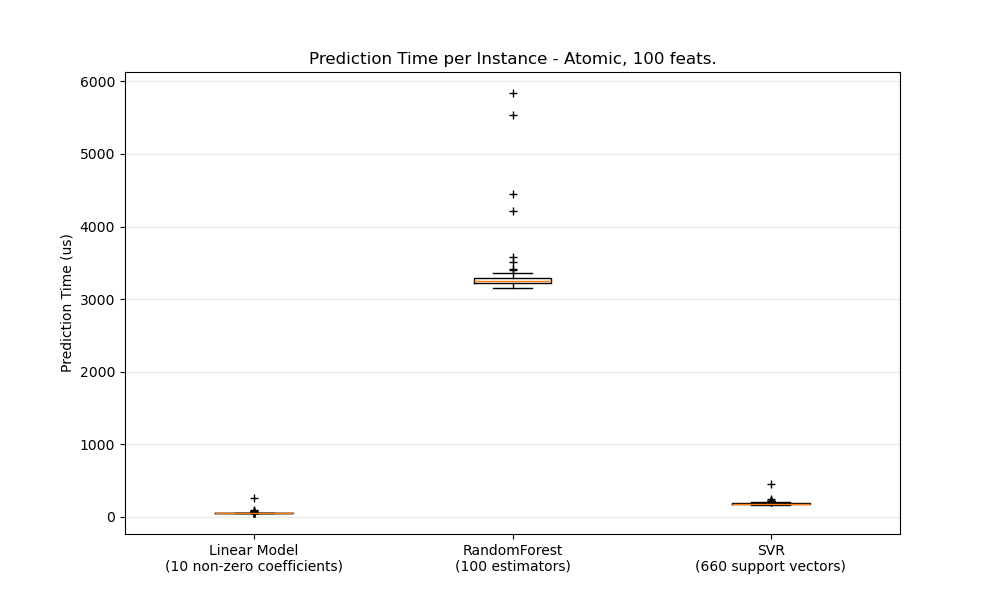 Prediction Time per Instance - Atomic, 100 feats.
Prediction Time (us)
6000
5000
4000
3000
2000
1000
0
Linear Model
(10 non-zero coefficients)
RandomForest
(100 estimators)
SVR
(660 support vectors)